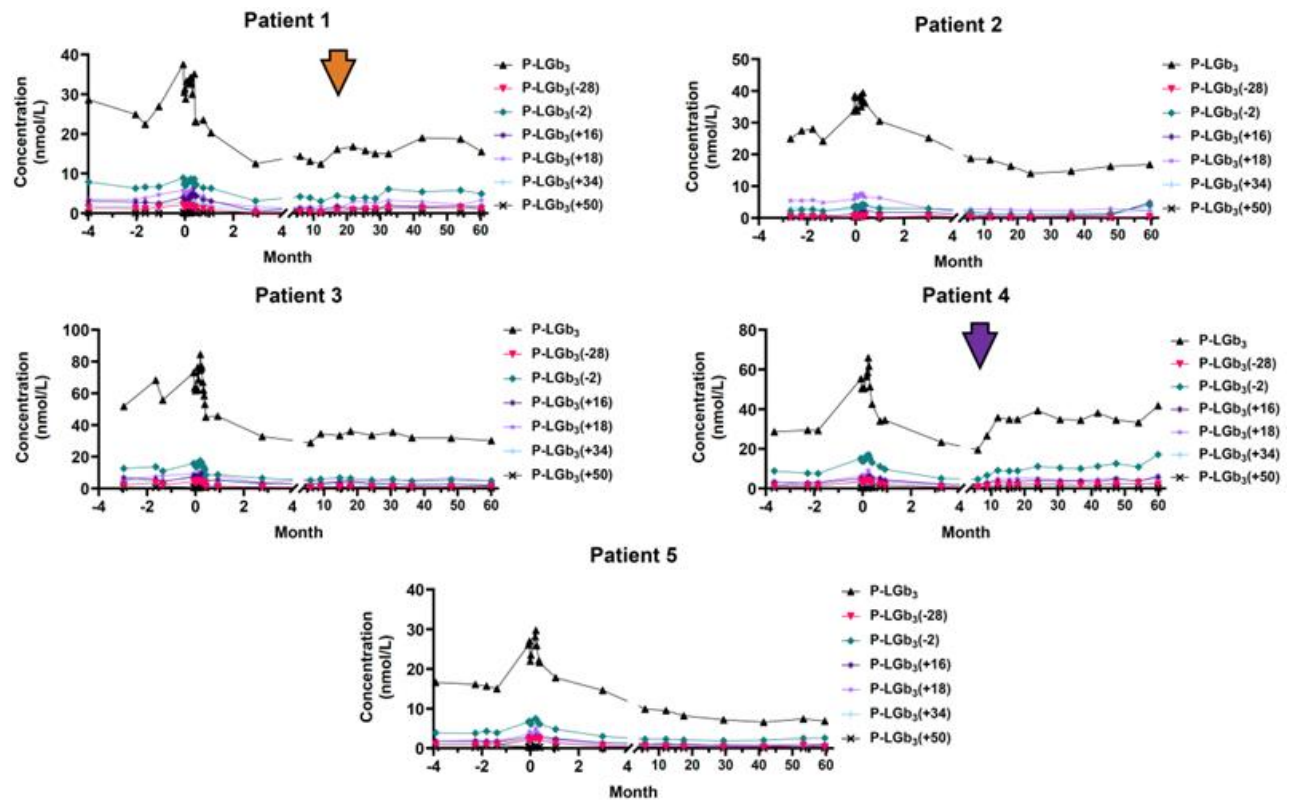 Patient 1
Concentration
(nmol/L)
40
30
20
10
0
-4 -2 0 2 4 10 20 30 40 50 60
Month
P-LGb₃
P-LGb₃(-28)
P-LGb₃(-2)
P-LGb₃(+16)
P-LGb₃(+18)
P-LGb₃(+34)
P-LGb₃(+50)
Patient 2
Concentration
(nmol/L)
50
40
30
20
10
0
-4 -2 0 2 4 10 20 30 40 50 60
Month
P-LGb₃
P-LGb₃(-28)
P-LGb₃(-2)
P-LGb₃(+16)
P-LGb₃(+18)
P-LGb₃(+34)
P-LGb₃(+50)
Patient 3
Concentration
(nmol/L)
100
80
60
40
20
0
-4 -2 0 2 4 10 20 30 40 50 60
Month
P-LGb₃
P-LGb₃(-28)
P-LGb₃(-2)
P-LGb₃(+16)
P-LGb₃(+18)
P-LGb₃(+34)
P-LGb₃(+50)
Patient 4
Concentration
(nmol/L)
80
60
40
20
0
-4 -2 0 2 4 10 20 30 40 50 60
Month
P-LGb₃
P-LGb₃(-28)
P-LGb₃(-2)
P-LGb₃(+16)
P-LGb₃(+18)
P-LGb₃(+34)
P-LGb₃(+50)
Patient 5
Concentration
(nmol/L)
40
30
20
10
0
-4 -2 0 2 4 10 20 30 40 50 60
Month
P-LGb₃
P-LGb₃(-28)
P-LGb₃(-2)
P-LGb₃(+16)
P-LGb₃(+18)
P-LGb₃(+34)
P-LGb₃(+50)